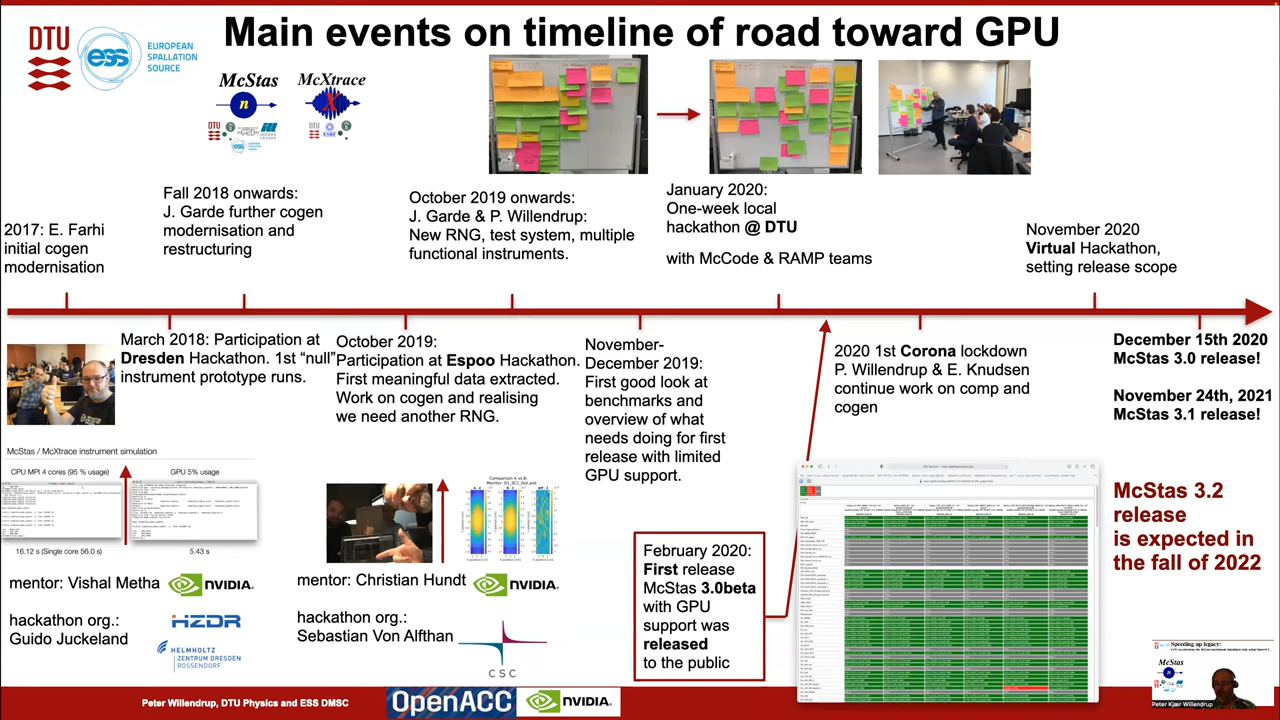 Main events on timeline of road toward GPU
DTU
ess
EUROPEAN
SPALLATION
SOURCE
McStas
n
McXtrace
X
DTU
DTU
2017: E. Farhi
initial cogen
modernisation
Fall 2018 onwards:
J. Garde further cogen
modernisation and
restructuring
October 2019 onwards:
J. Garde & P. Willendrup:
New RNG, test system, multiple
functional instruments.
January 2020:
One-week local
hackathon @ DTU
with McCode & RAMP teams
November 2020
Virtual Hackathon,
setting release scope
March 2018: Participation at
Dresden Hackathon. 1st “null”
instrument prototype runs.
October 2019:
Participation at Espoo Hackathon.
First meaningful data extracted.
Work on cogen and realising
we need another RNG.
November-
December 2019:
First good look at
benchmarks and
overview of what
needs doing for first
release with limited
GPU support.
2020 1st Corona lockdown
P. Willendrup & E. Knudsen
continue work on comp and
cogen
December 15th 2020
McStas 3.0 release!
November 24th, 2021
McStas 3.1 release!
McStas 3.2
release
is expected in
the fall of 2022
McStas / McXtrace instrument simulation
CPU MPI 4 cores (95 % usage)
GPU 5% usage
16.12 s (Single core 56.0 s)
5.43 s
Comparison A vs B:
mentor: Vishal Metha
NVIDIA
hackathon org.:
Guido Juckeland
HZDR
HELMHOLTZ
ZENTRUM DRESDEN
ROSSENDORF
mentor: Christian Hundt
NVIDIA
hackathon org.:
Sebastian Von Alfthan
CSC
February 2020:
First release
McStas 3.0beta
with GPU
support was
released
to the public
Speeding up legacy:
McStas
Peter Kjær Willendrup
Peter Willendrup, DTU Physics and ESS DMSC
OpenACC
NVIDIA.